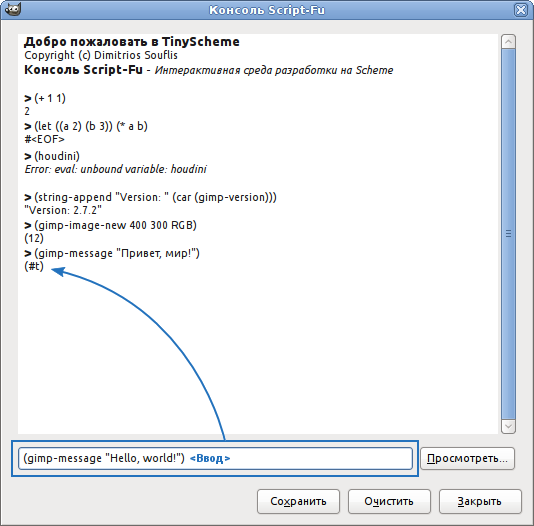 Консоль Script-Fu
Добро пожаловать в TinyScheme
Copyright (c) Dimitrios Souflis
Консоль Script-Fu - Интерактивная среда разработки на Scheme
> (+ 1 1)
2
> (let ((a 2) (b 3)) (* a b)
#<EOF>
> (houdini)
Error: eval: unbound variable: houdini
> (string-append "Version: " (car (gimp-version)))
"Version: 2.7.2"
> (gimp-image-new 400 300 RGB)
(12)
> (gimp-message "Привет, мир!")
(#t)
(gimp-message "Hello, world!") <Ввод>
Просмотреть...
Сохранить
Очистить
Закрыть